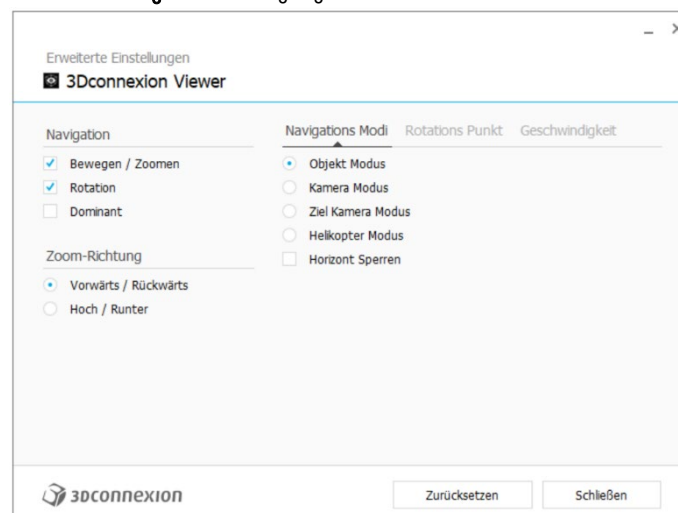 Erweiterte Einstellungen
3Dconnexion Viewer
Navigation
Bewegen / Zoomen
Rotation
Dominant
Zoom-Richtung
Vorwärts / Rückwärts
Hoch / Runter
Navigations Modi Rotations Punkt Geschwindigkeit
Objekt Modus
Kamera Modus
Ziel Kamera Modus
Helikopter Modus
Horizont Sperren
3Dconnexion
Zurücksetzen
Schließen